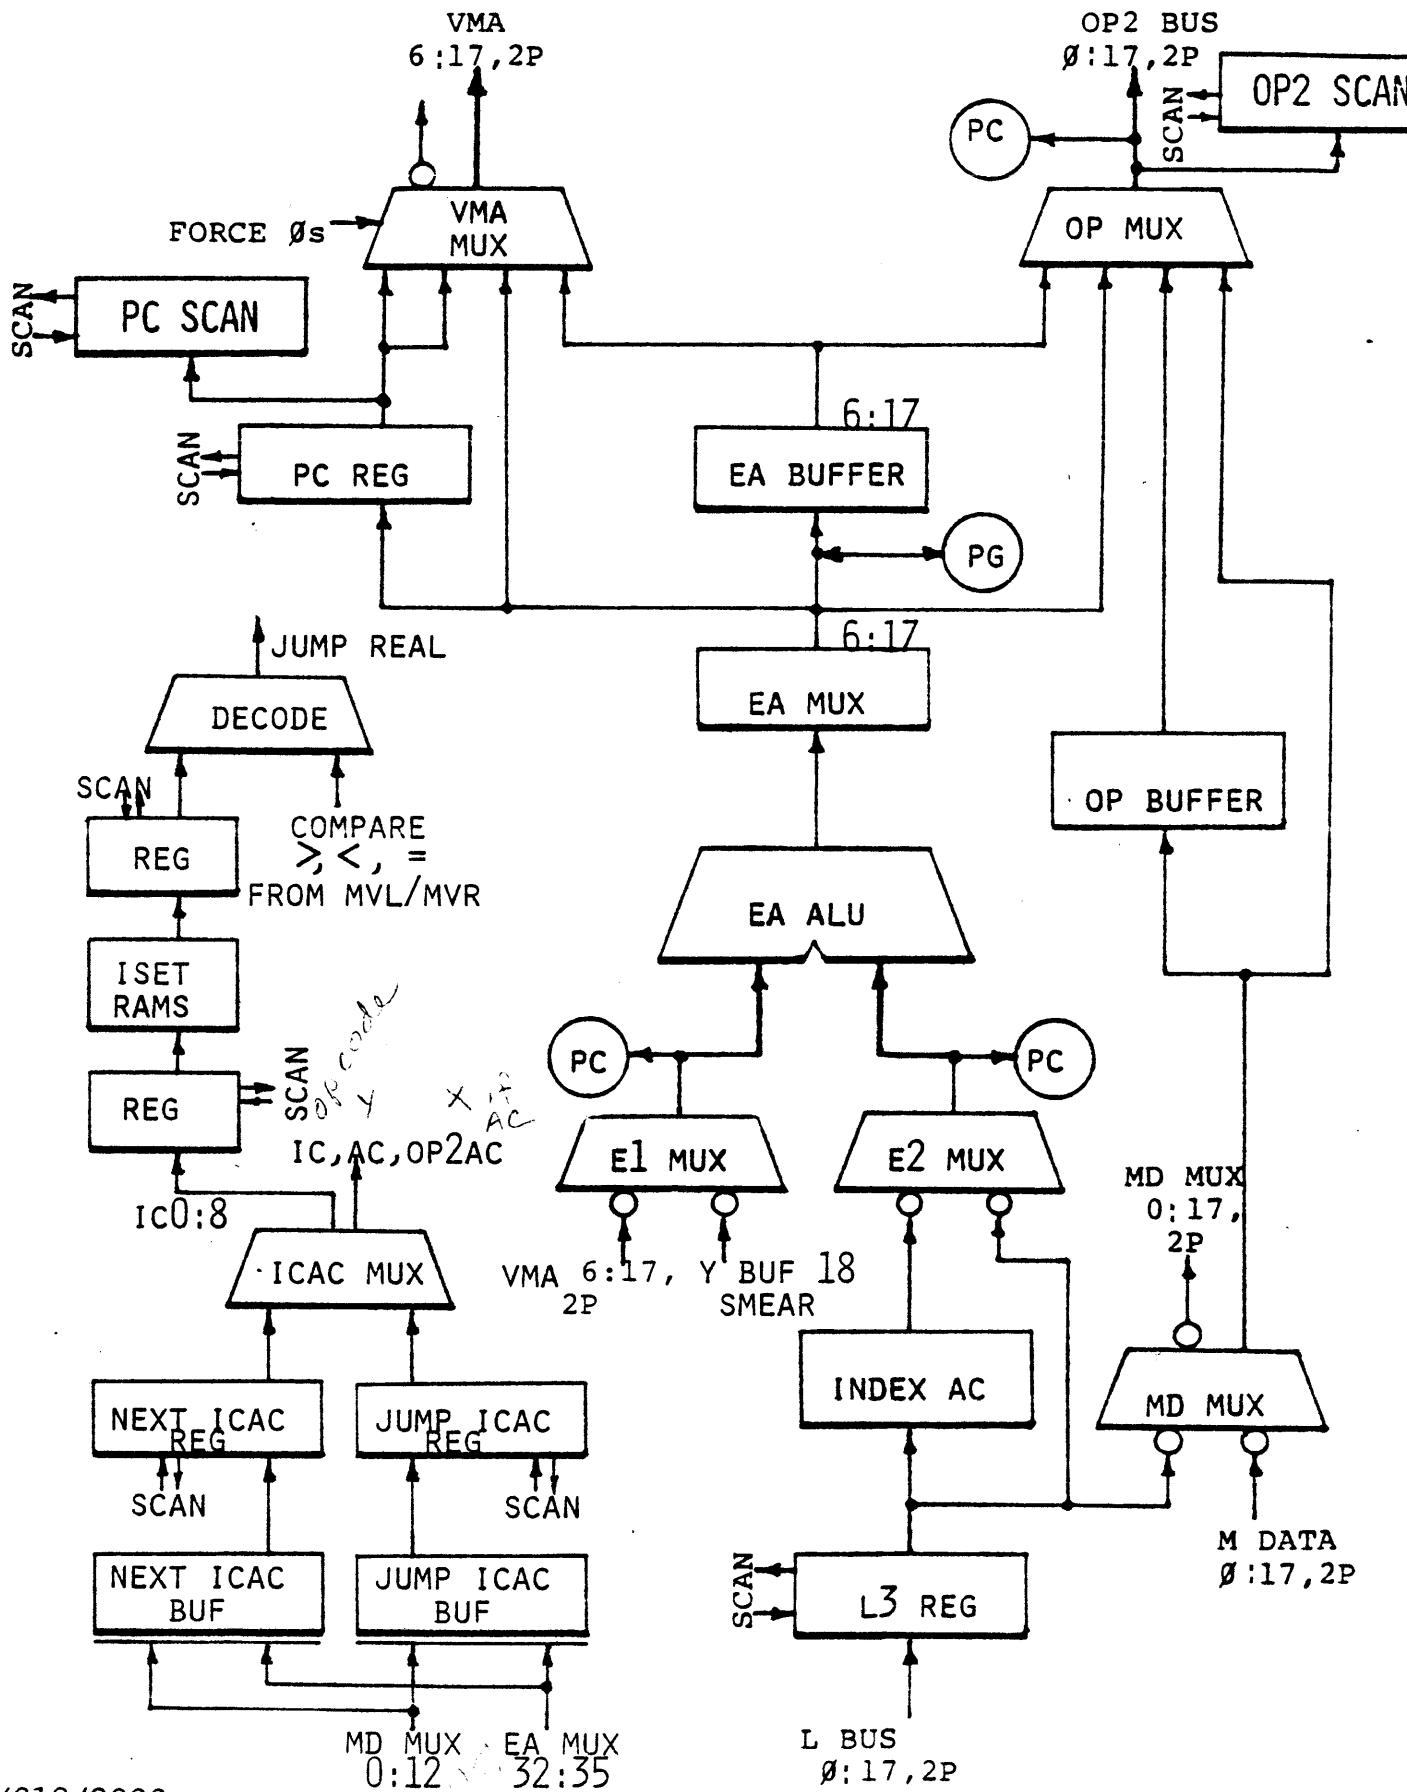 VMA
6:17,2P
OP2 BUS
Ø:17,2P
SCAN
OP2 SCAN
PC
FORCE Øs
VMA
MUX
OP MUX
SCAN
PC SCAN
SCAN
PC REG
6:17
EA BUFFER
PG
6:17
EA MUX
JUMP REAL
DECODE
SCAN
REG
COMPARE
>, <, =
FROM MVL/MVR
OP BUFFER
EA ALU
ISET
RAMS
REG
SCAN
OP code
Y
X if
AC
IC,AC,OP2AC
PC
PC
E1 MUX
E2 MUX
IC0:8
ICAC MUX
VMA 6:17,
2P
Y BUF 18
SMEAR
MD MUX
0:17,
2P
INDEX AC
MD MUX
NEXT ICAC
REG
JUMP ICAC
REG
SCAN
SCAN
M DATA
Ø:17,2P
NEXT ICAC
BUF
JUMP ICAC
BUF
SCAN
L3 REG
MD MUX
0:12
EA MUX
32:35
L BUS
Ø:17,2P